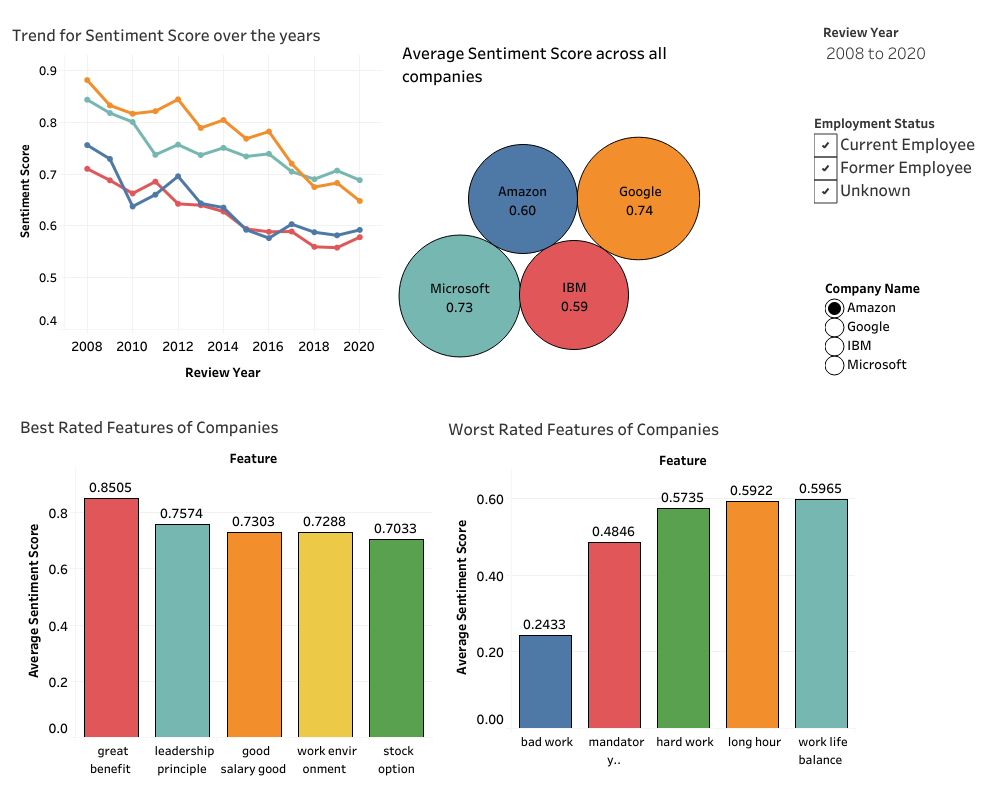 Trend for Sentiment Score over the years
0.9
0.8
0.7
0.6
0.5
0.4
Sentiment Score
2008 2010 2012 2014 2016 2018 2020
Review Year
Average Sentiment Score across all
companies
Amazon
0.60
Google
0.74
Microsoft
0.73
IBM
0.59
Review Year
2008 to 2020
Employment Status
Current Employee
Former Employee
Unknown
Company Name
Amazon
Google
IBM
Microsoft
Best Rated Features of Companies
Feature
Average Sentiment Score
0.8
0.6
0.4
0.2
0.0
0.8505
0.7574
0.7303
0.7288
0.7033
great
benefit
leadership
principle
good
salary good
work envir
onment
stock
option
Worst Rated Features of Companies
Feature
Average Sentiment Score
0.60
0.40
0.20
0.00
0.2433
0.4846
0.5735
0.5922
0.5965
bad work
mandator
y..
hard work
long hour
work life
balance